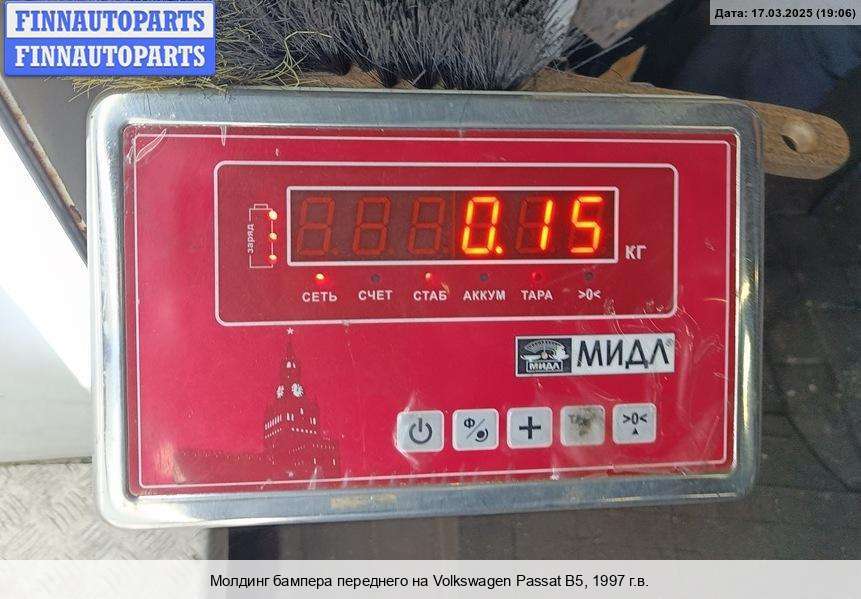 FINNAUTOPARTS
FINNAUTOPARTS
Дата: 17.03.2025 (19:06)
заряд
0.15
кг
СЕТЬ СЧЕТ СТАБ АККУМ ТАРА >0<
МИДЛ МИДЛ
Ф >0<
Молдинг бампера переднего на Volkswagen Passat B5, 1997 г.в.